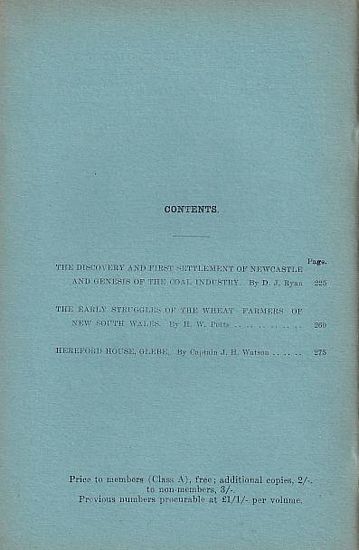 CONTENTS.
Page.
THE DISCOVERY AND FIRST SETTLEMENT OF NEWCASTLE
AND GENESIS OF THE COAL INDUSTRY. By D. J. Ryan 225
THE EARLY STRUGGLES OF THE WHEAT FARMERS OF
NEW SOUTH WALES. By H. W. Potts .. .. .. .. .. 269
HEREFORD HOUSE, GLEBE. By Captain J. H. Watson .. .. .. 275
Price to members (Class A), free; additional copies, 2/-.
to non-members, 3/-.
Previous numbers procurable at £1/1/- per volume.